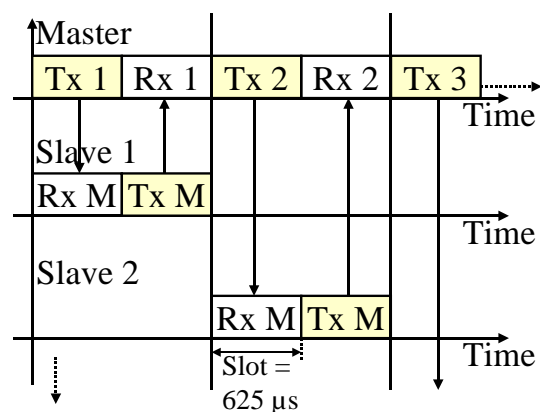 Master
Tx 1 Rx 1 Tx 2 Rx 2 Tx 3
Time
Slave 1
Rx M Tx M
Time
Slave 2
Rx M Tx M
Time
Slot =
625 µs